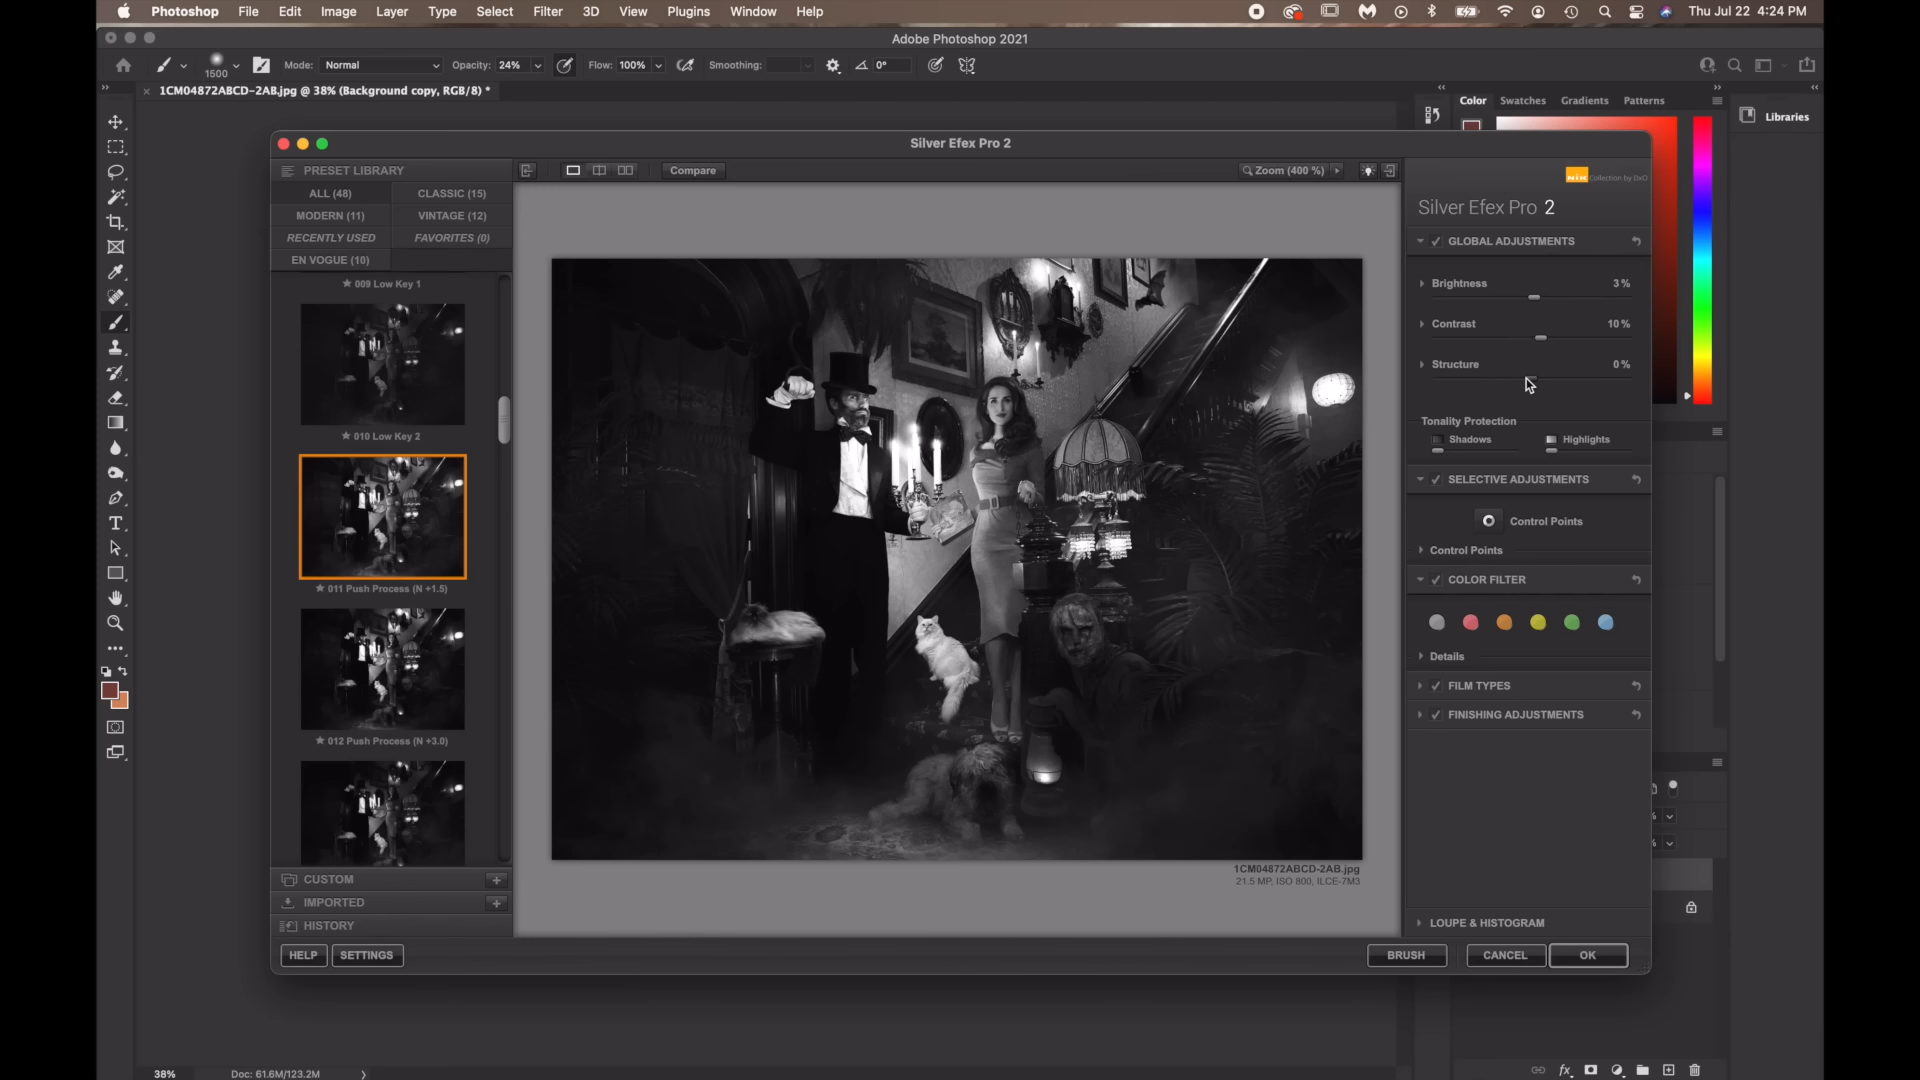 Photoshop File Edit Image Layer Type Select Filter 3D View Plugins Window Help Thu Jul 22 4:24 PM
Adobe Photoshop 2021
1500 Mode: Normal Opacity: 24% Flow: 100% Smoothing: 0°
1CM04872ABCD-2AB.jpg @ 38% (Background copy, RGB/8) *
Color Swatches Gradients Patterns
Libraries
Silver Efex Pro 2
PRESET LIBRARY
ALL (48) CLASSIC (15)
MODERN (11) VINTAGE (12)
RECENTLY USED FAVORITES (0)
EN VOGUE (10)
009 Low Key 1
010 Low Key 2
011 Push Process (N +1.5)
012 Push Process (N +3.0)
CUSTOM
IMPORTED
HISTORY
HELP SETTINGS
Compare
Zoom (400 %)
1CM04872ABCD-2AB.jpg
21.5 MP, ISO 800, ILCE-7M3
Nik Collection by DxO
Silver Efex Pro 2
GLOBAL ADJUSTMENTS
Brightness 3 %
Contrast 10 %
Structure 0 %
Tonality Protection
Shadows Highlights
SELECTIVE ADJUSTMENTS
Control Points
Control Points
COLOR FILTER
Details
FILM TYPES
FINISHING ADJUSTMENTS
LOUPE & HISTOGRAM
BRUSH CANCEL OK
38% Doc: 61.6M/123.2M
fx